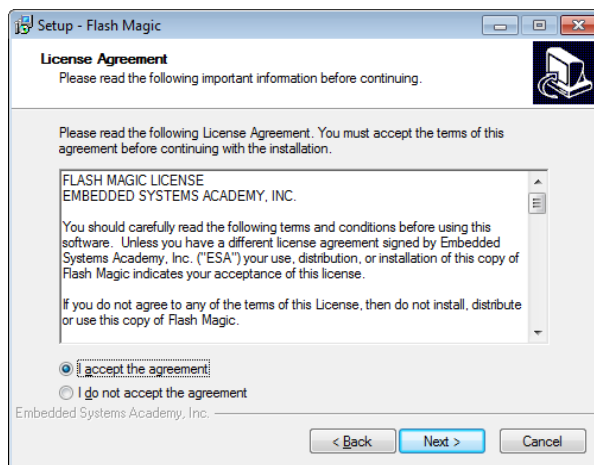 Setup - Flash Magic
License Agreement
Please read the following important information before continuing.
Please read the following License Agreement. You must accept the terms of this
agreement before continuing with the installation.
FLASH MAGIC LICENSE
EMBEDDED SYSTEMS ACADEMY, INC.
You should carefully read the following terms and conditions before using this
software.  Unless you have a different license agreement signed by Embedded
Systems Academy, Inc. ("ESA") your use, distribution, or installation of this copy of
Flash Magic indicates your acceptance of this license.
If you do not agree to any of the terms of this License, then do not install, distribute
or use this copy of Flash Magic.
I accept the agreement
I do not accept the agreement
Embedded Systems Academy, Inc.
< Back
Next >
Cancel